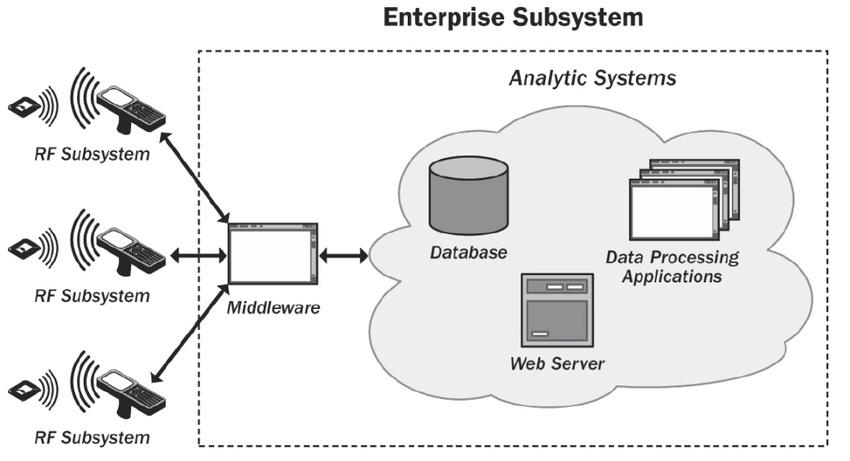 Enterprise Subsystem
Analytic Systems
RF Subsystem
Database
Data Processing
Applications
RF Subsystem
Middleware
Web Server
RF Subsystem